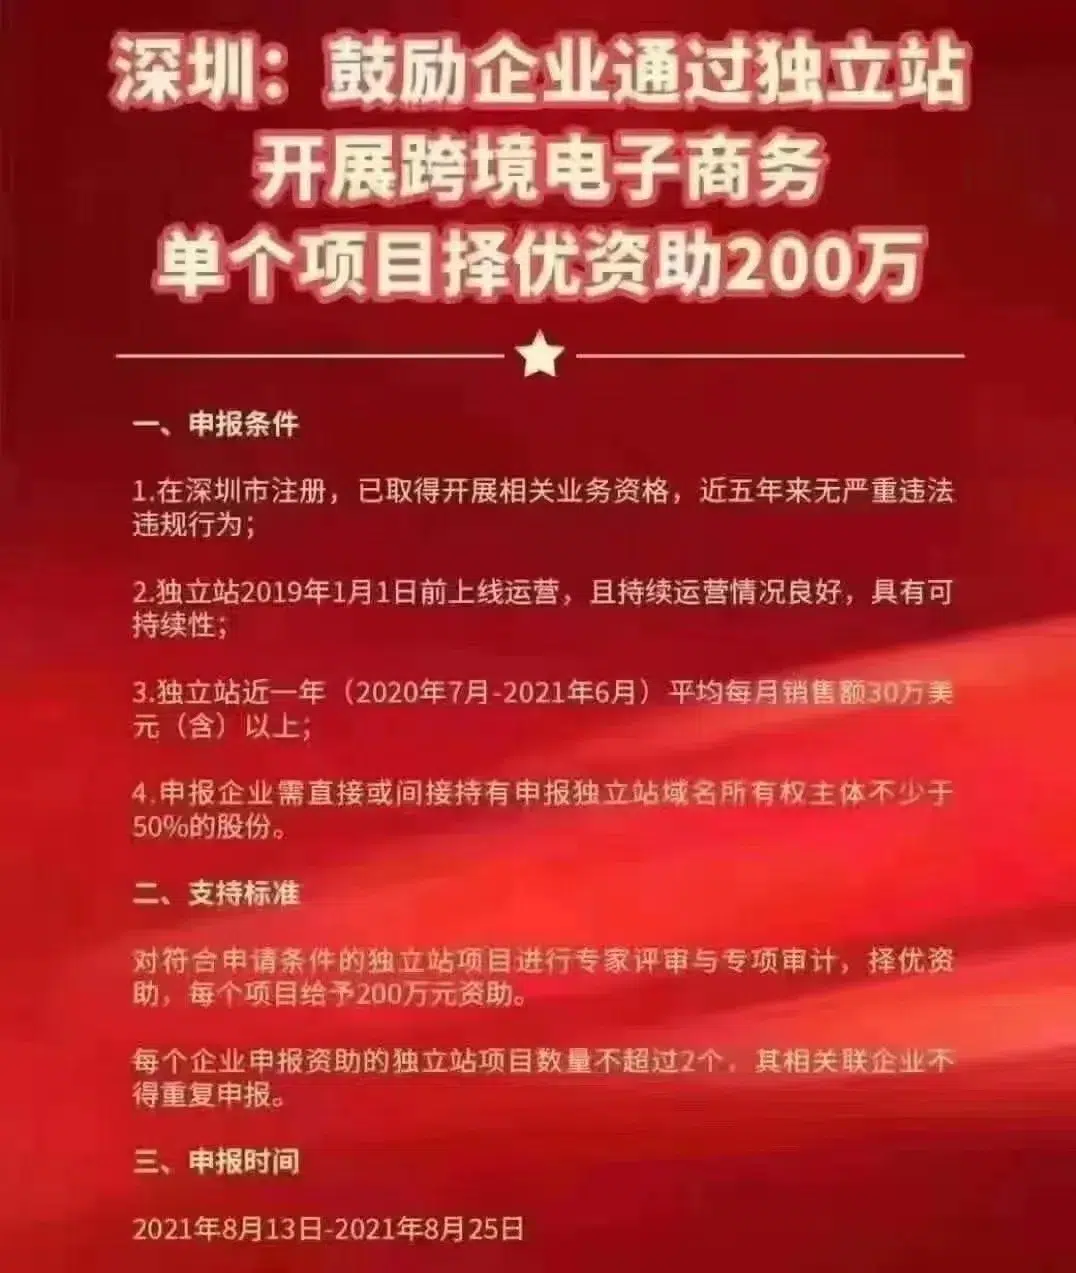 深圳：鼓励企业通过独立站
开展跨境电子商务
单个项目择优资助200万
一、申报条件
1.在深圳市注册，已取得开展相关业务资格，近五年来无严重违法
违规行为；
2.独立站2019年1月1日前上线运营，且持续运营情况良好，具有可
持续性；
3.独立站近一年（2020年7月-2021年6月）平均每月销售额30万美
元（含）以上；
4.申报企业需直接或间接持有申报独立站域名所有权主体不少于
50%的股份。
二、支持标准
对符合申请条件的独立站项目进行专家评审与专项审计，择优资
助，每个项目给予200万元资助。
每个企业申报资助的独立站项目数量不超过2个，其相关联企业不
得重复申报。
三、申报时间
2021年8月13日-2021年8月25日